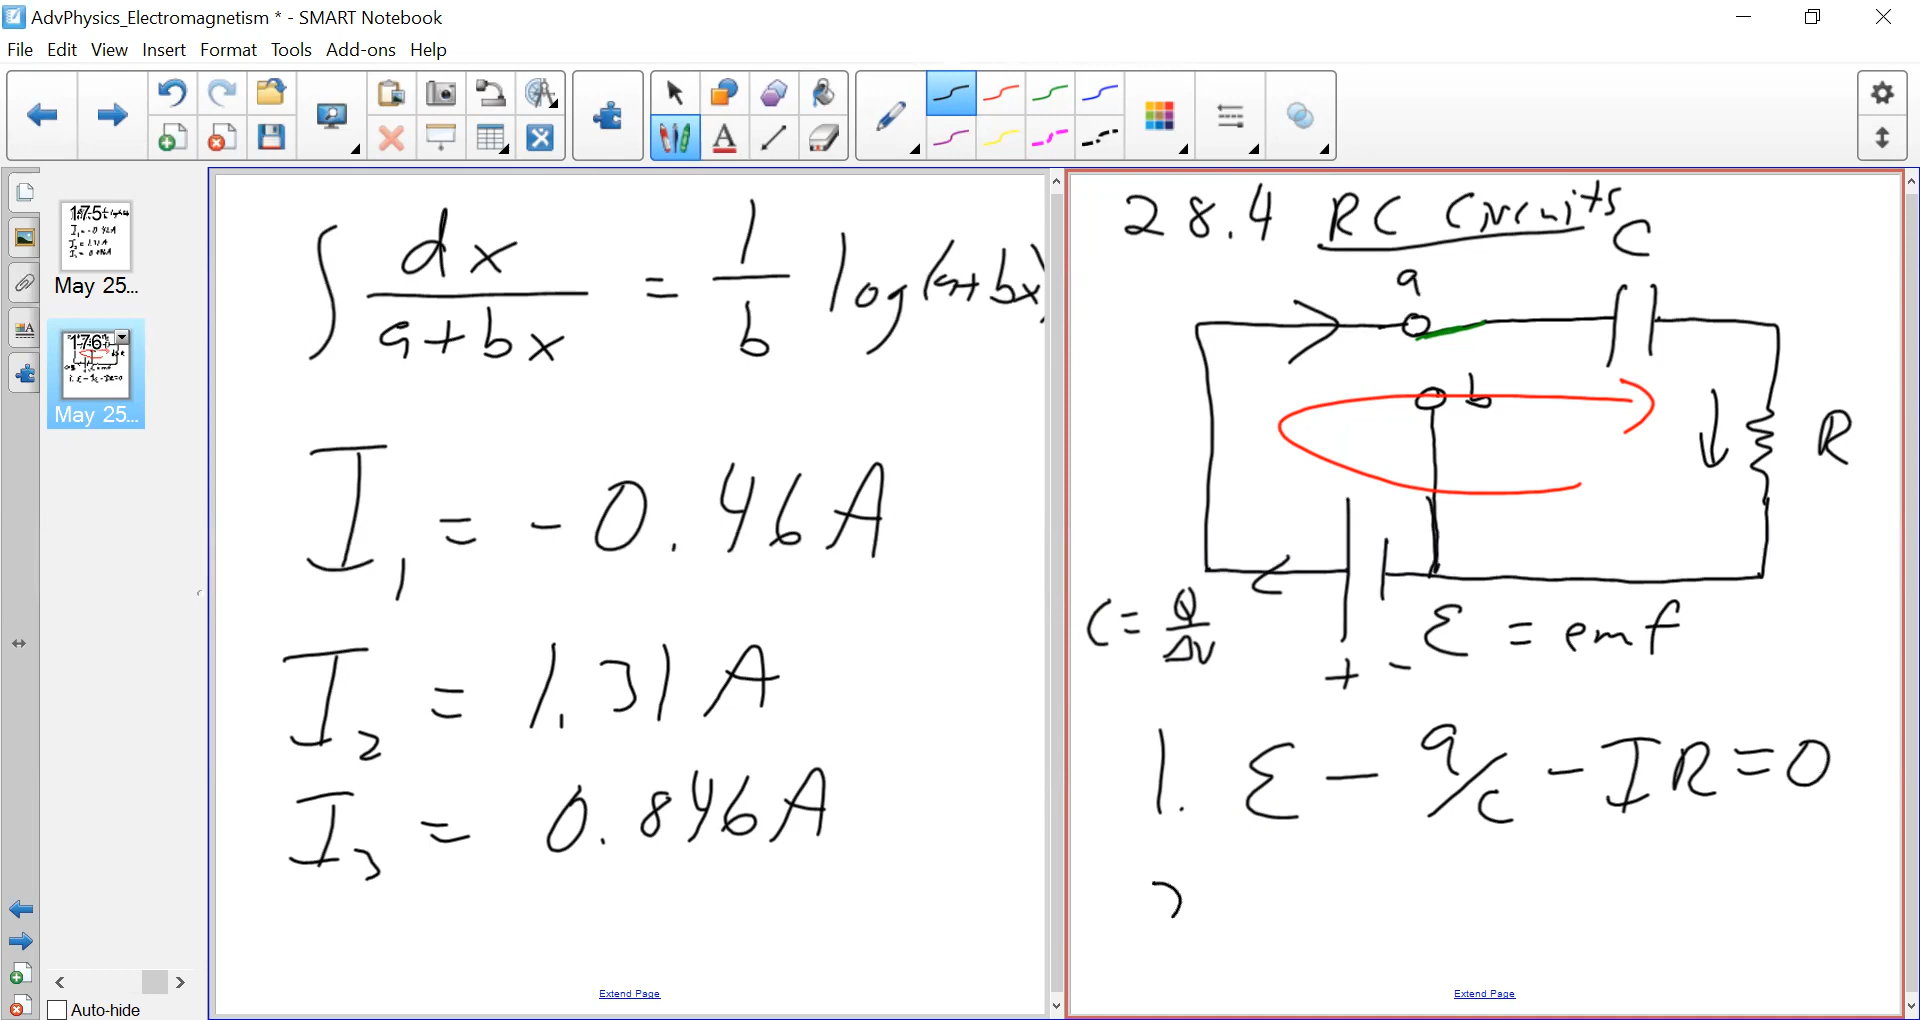 AdvPhysics_Electromagnetism * - SMART Notebook
File Edit View Insert Format Tools Add-ons Help
175
May 25...
176
May 25...
Auto-hide
∫ dx/(a+bx) = 1/b log(a+bx)
I₁ = -0.46A
I₂ = 1.31 A
I₃ = 0.846A
Extend Page
28.4 RC Circuits
C
a
b
R
C = Q/ΔV
+ -
ε = emf
1. ε - q/c - IR = 0
Extend Page